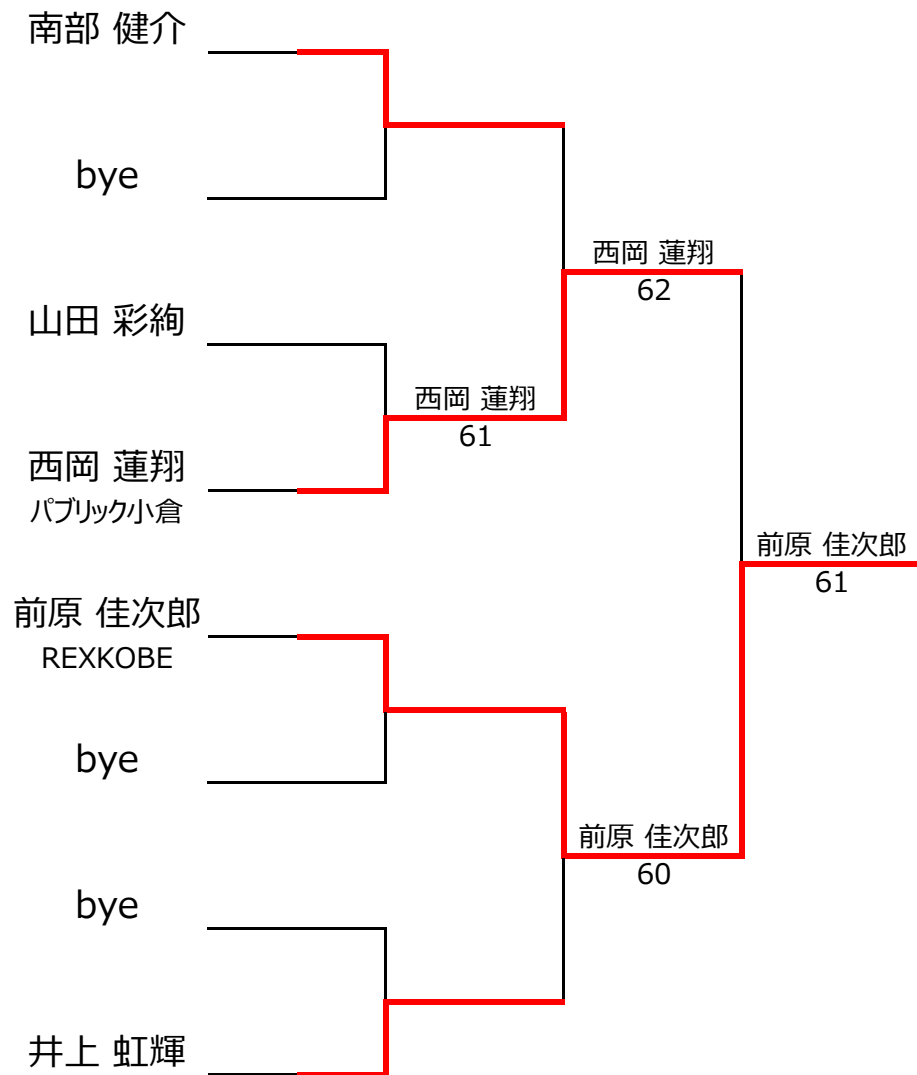 南部 健介
bye
山田 彩絢
西岡 蓮翔
パブリック小倉
前原 佳次郎
REXKOBE
bye
bye
井上 虹輝
西岡 蓮翔
61
西岡 蓮翔
62
前原 佳次郎
60
前原 佳次郎
61